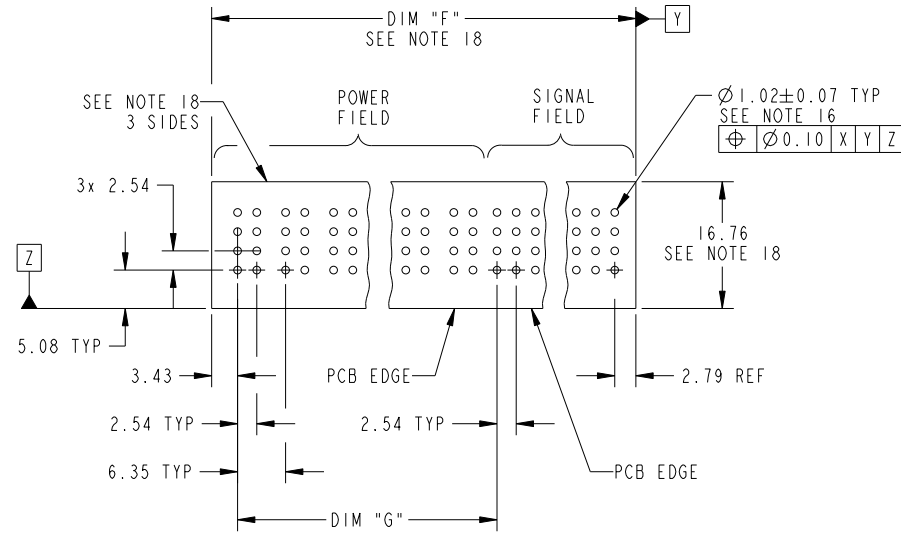 DIM "F"
SEE NOTE 18
Y
SEE NOTE 18
3 SIDES
POWER
FIELD
SIGNAL
FIELD
Ø1.02±0.07 TYP
SEE NOTE 16
⌖ Ø0.10 X Y Z
3x 2.54
16.76
SEE NOTE 18
Z
5.08 TYP
3.43
PCB EDGE
2.79 REF
2.54 TYP
2.54 TYP
6.35 TYP
PCB EDGE
DIM "G"